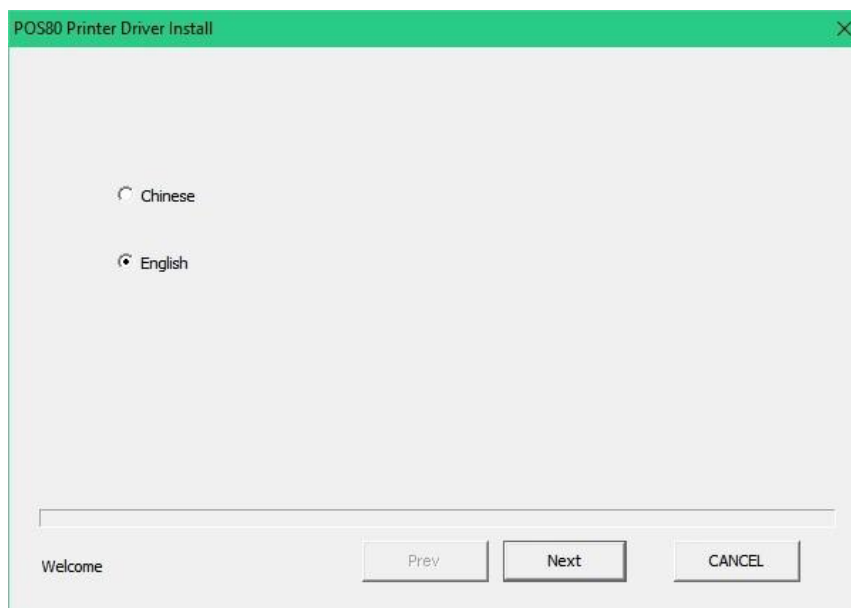 POS80 Printer Driver Install
Chinese
English
Welcome
Prev
Next
CANCEL